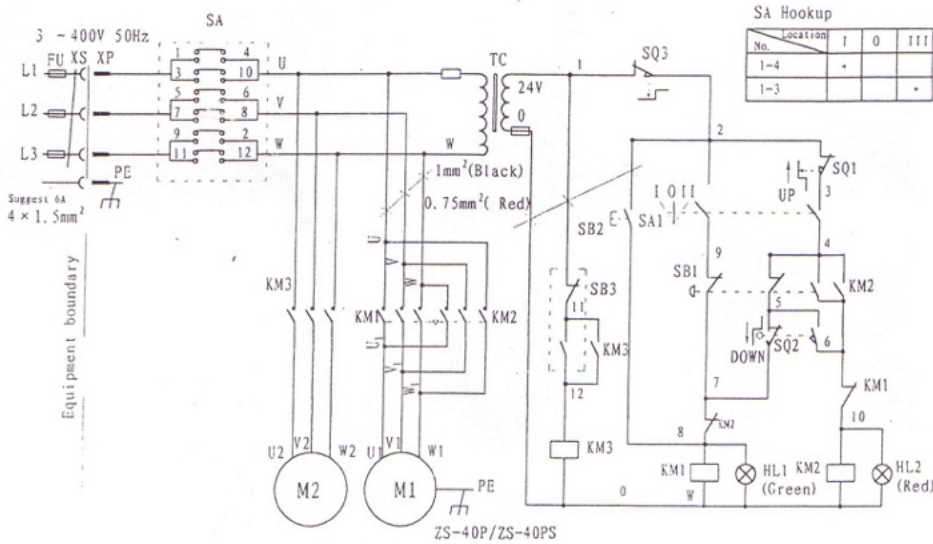 SA Hookup
Location I O III
No.
1-4 *
1-3 *
3 ~400V 50Hz
SA
FU XS XP
L1
1 4
3 10
U
L2
5 6
7 8
V
L3
9 2
11 12
W
PE
Suggest 6A
4×1.5mm²
Equipment boundary
TC
24V
0
1
SQ3
2
1mm²(Black)
0.75mm²(Red)
SB2
I O II
SA1
UP
SQ1
3
4
9
SB1
KM2
5
SQ2
DOWN
6
U
V
W
KM3
KM1
KM2
U1
V1
W1
SB3
11
KM3
12
7
KM2
8
KM1
10
U2
V2
W2
M2
U1
V1
W1
M1
PE
KM3
0
KM1
W
HL1
(Green)
KM2
HL2
(Red)
ZS-40P/ZS-40PS